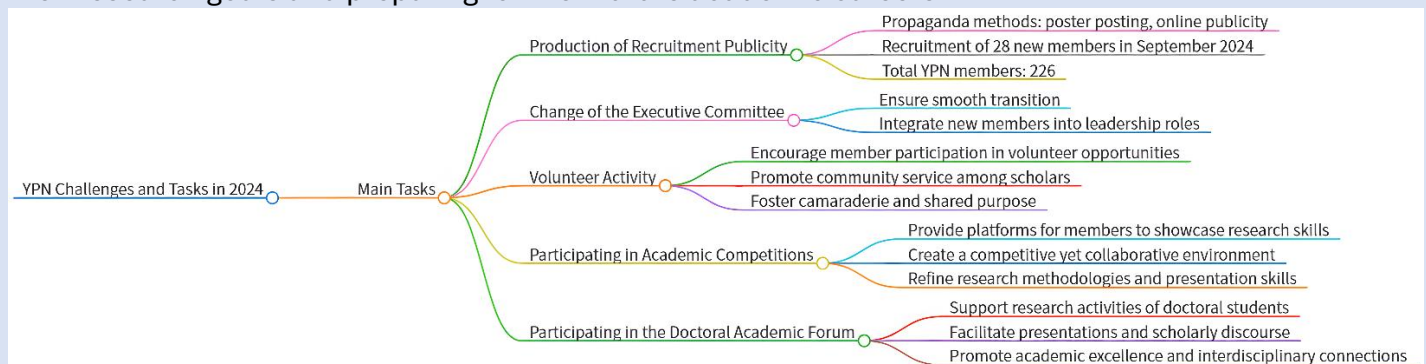 YPN Challenges and Tasks in 2024
Main Tasks
Production of Recruitment Publicity
Propaganda methods: poster posting, online publicity
Recruitment of 28 new members in September 2024
Total YPN members: 226
Change of the Executive Committee
Ensure smooth transition
Integrate new members into leadership roles
Volunteer Activity
Encourage member participation in volunteer opportunities
Promote community service among scholars
Foster camaraderie and shared purpose
Participating in Academic Competitions
Provide platforms for members to showcase research skills
Create a competitive yet collaborative environment
Refine research methodologies and presentation skills
Participating in the Doctoral Academic Forum
Support research activities of doctoral students
Facilitate presentations and scholarly discourse
Promote academic excellence and interdisciplinary connections